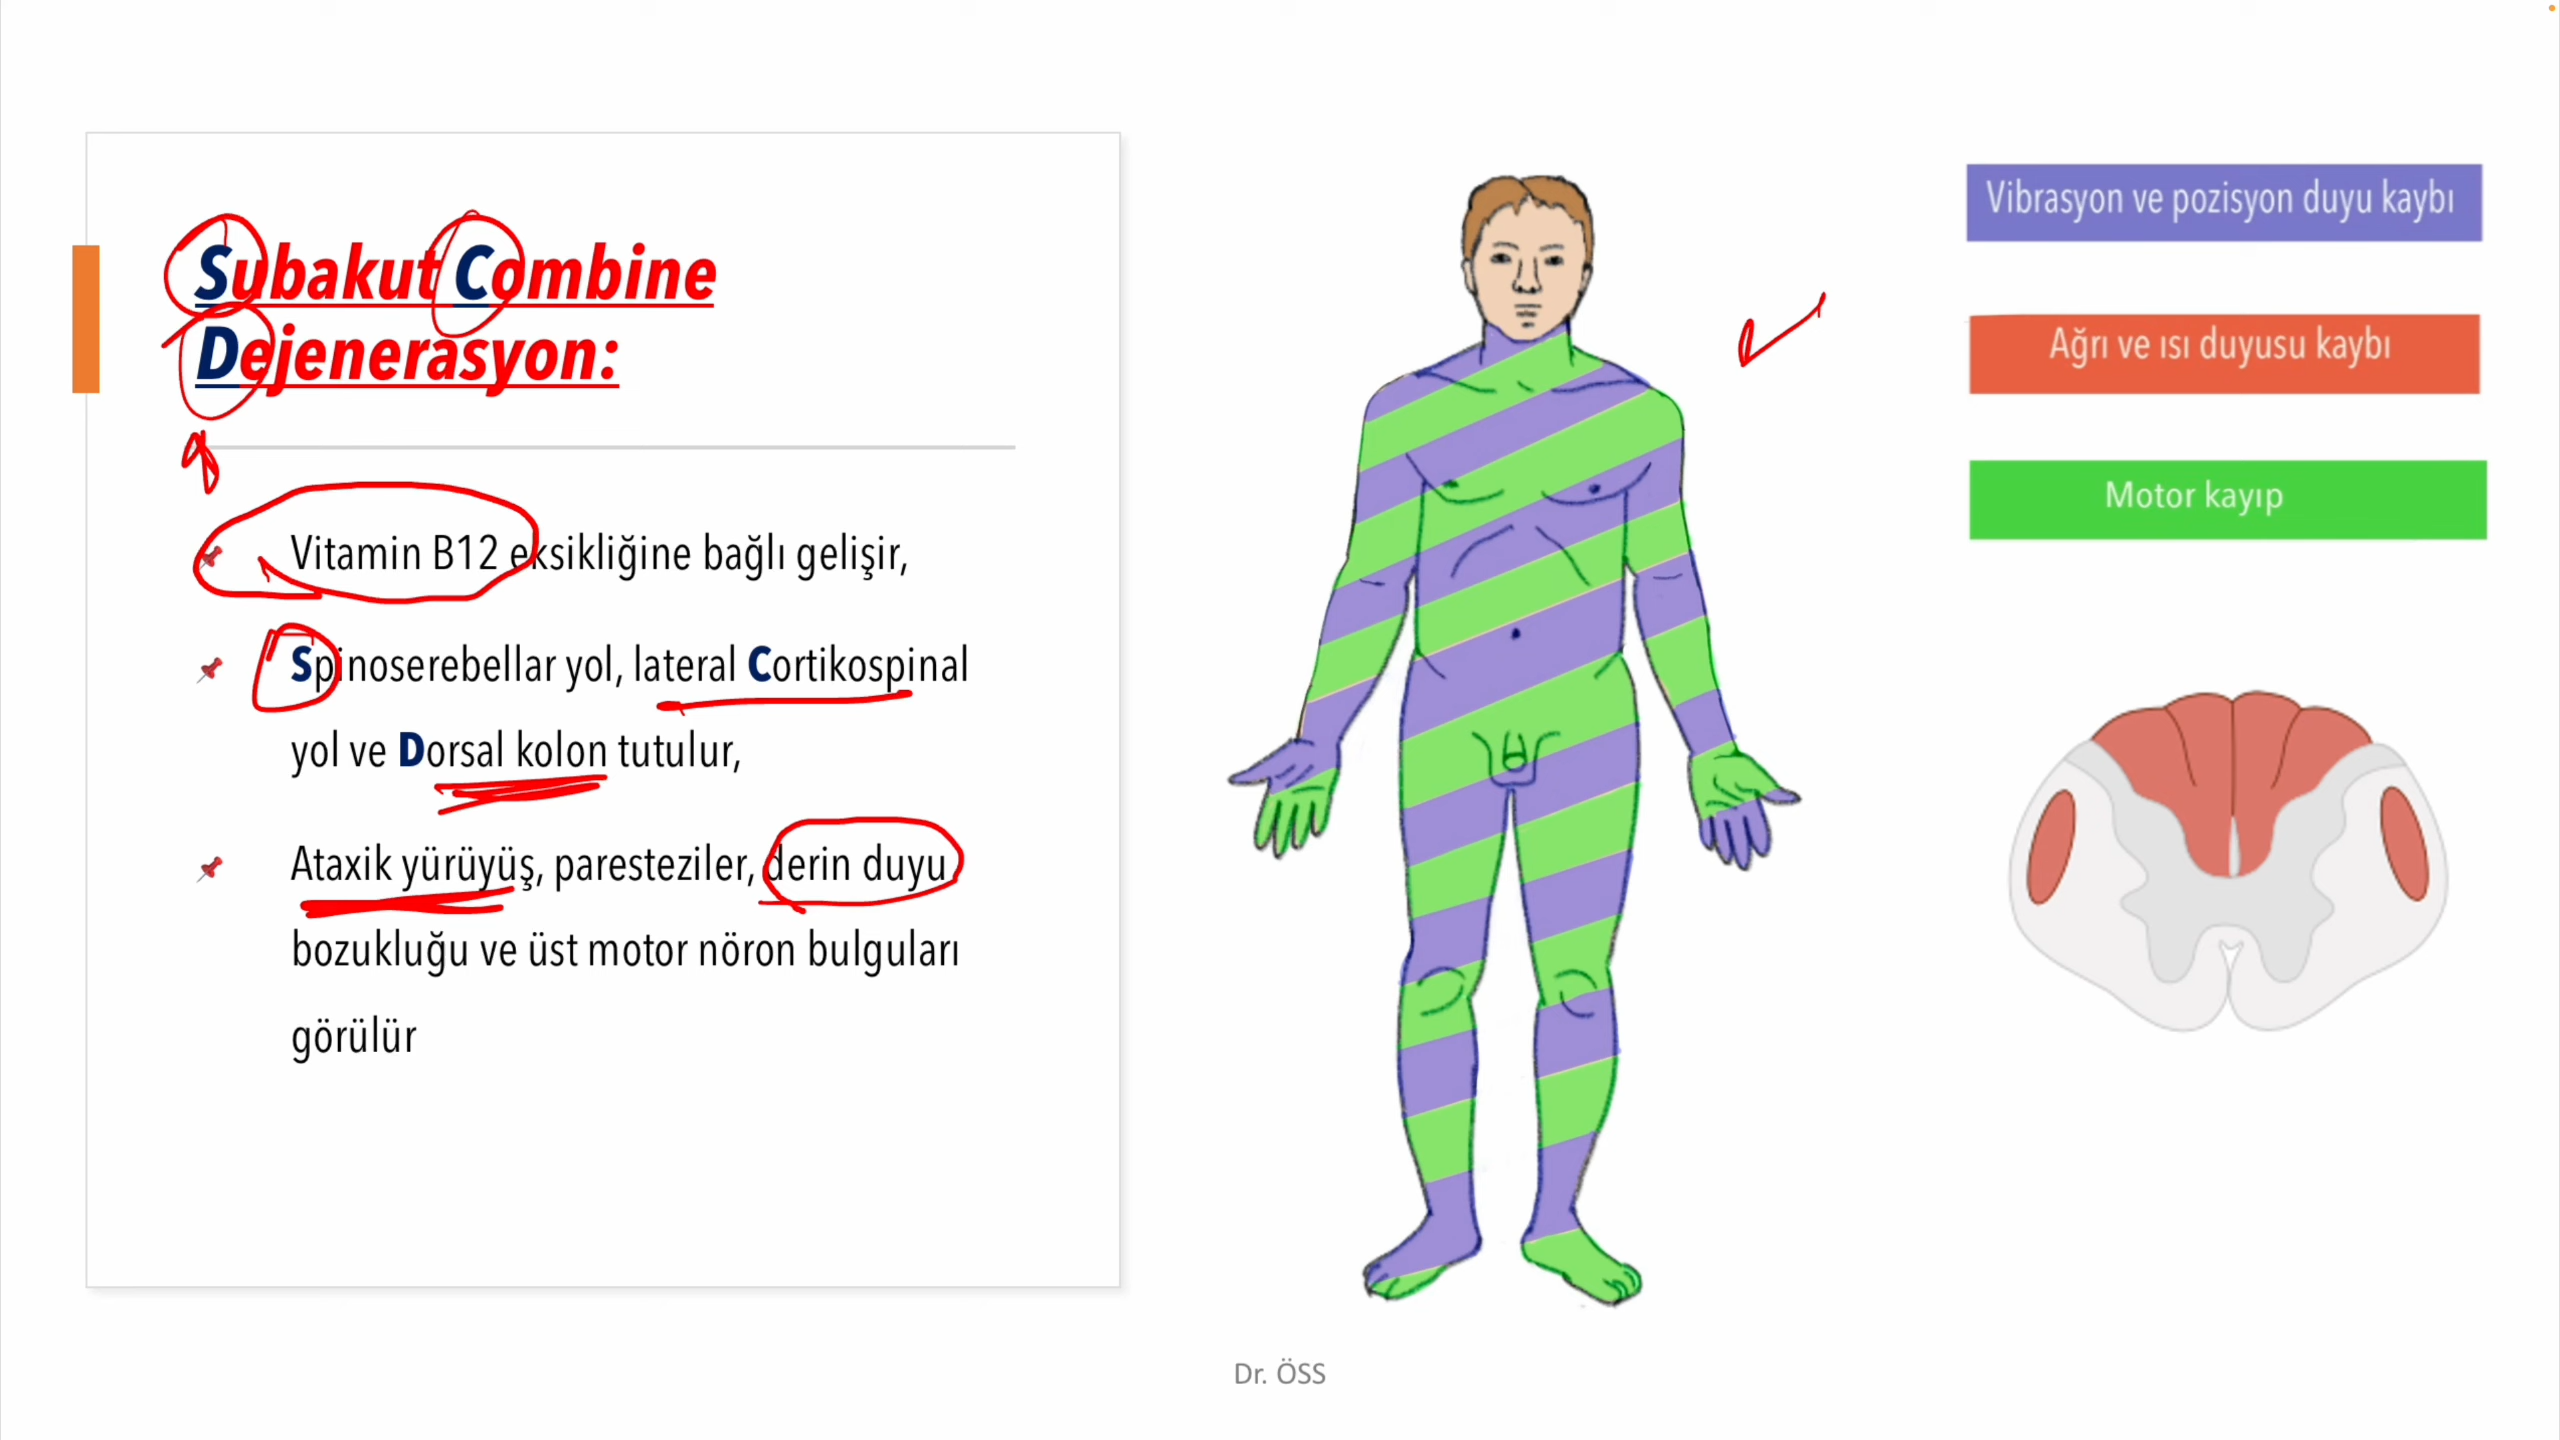 Subakut Combine
Dejenerasyon:
Vitamin B12 eksikliğine bağlı gelişir,
Spinoserebellar yol, lateral Cortikospinal
yol ve Dorsal kolon tutulur,
Ataxik yürüyüş, paresteziler, derin duyu
bozukluğu ve üst motor nöron bulguları
görülür
Vibrasyon ve pozisyon duyu kaybı
Ağrı ve ısı duyusu kaybı
Motor kayıp
Dr. ÖSS